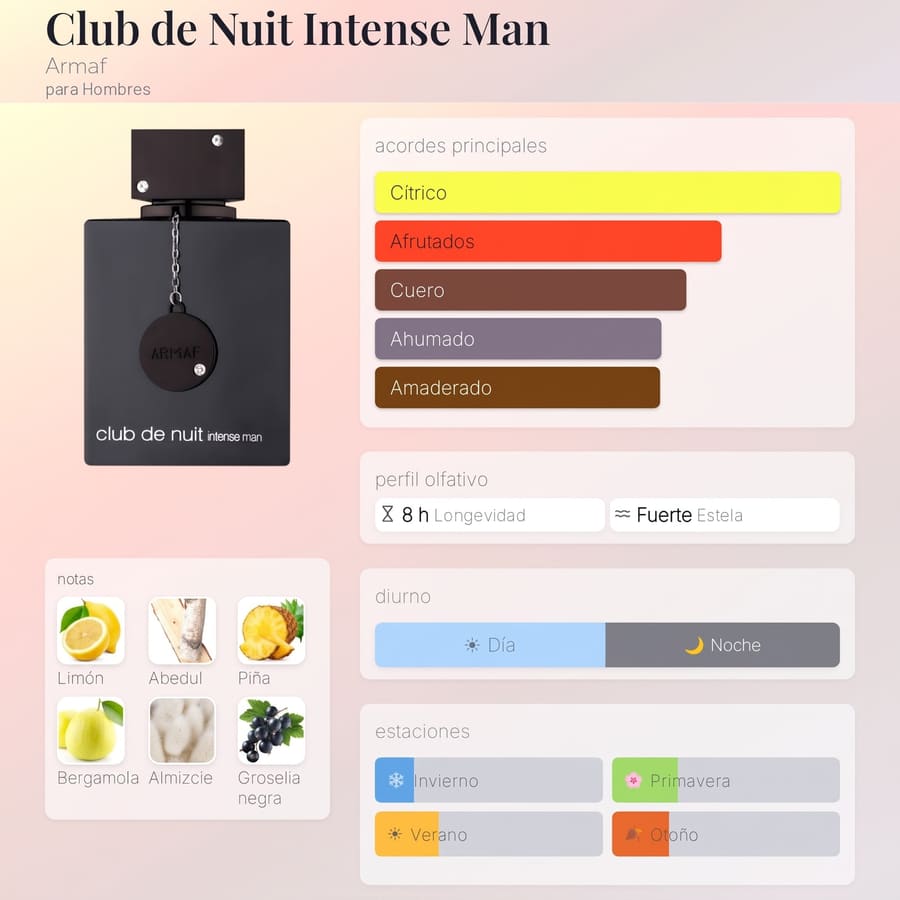 Club de Nuit Intense Man
Armaf
para Hombres
ARMAF
club de nuit intense man
acordes principales
Cítrico
Afrutados
Cuero
Ahumado
Amaderado
perfil olfativo
8 h Longevidad
Fuerte Estela
diurno
Día
Noche
estaciones
Invierno
Primavera
Verano
Otoño
notas
Limón
Abedul
Piña
Bergamota
Almizcle
Groselia
negra